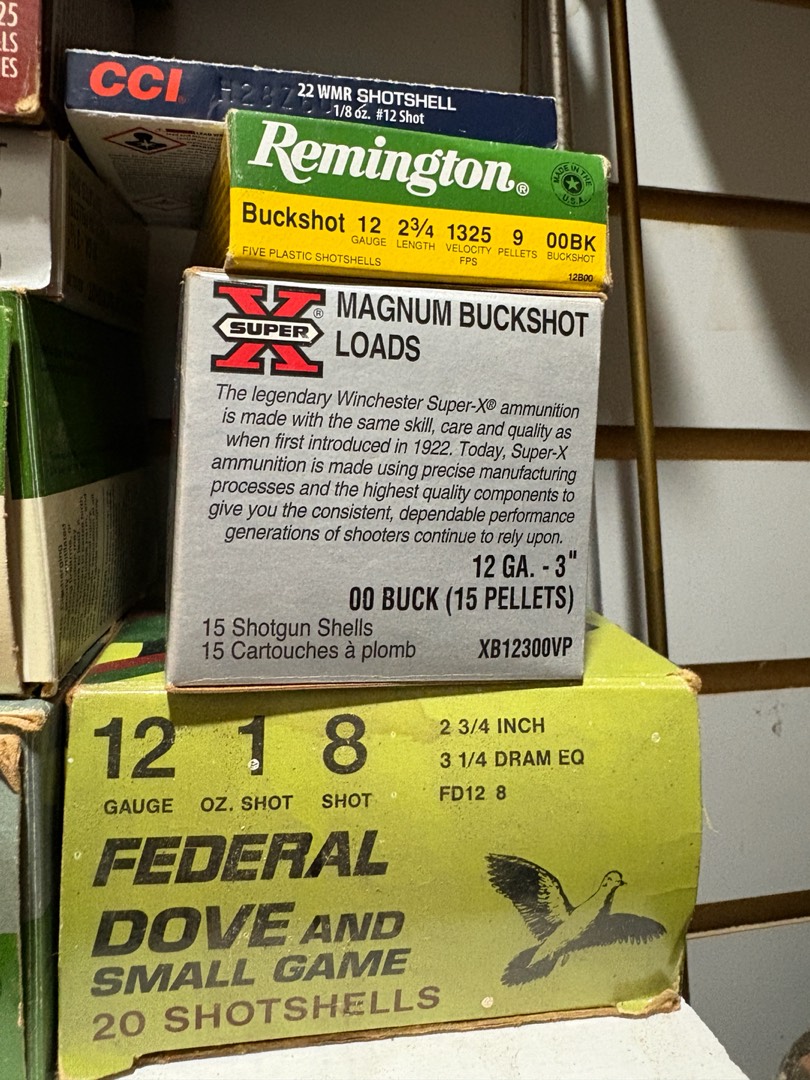 25
LS
ES
CCI
22 WMR SHOTSHELL
1/8 oz. #12 Shot
Remington®
MADE IN THE U.S.A.
Buckshot 12 2 3/4 1325 9 00BK
GAUGE LENGTH VELOCITY FPS PELLETS BUCKSHOT
FIVE PLASTIC SHOTSHELLS
12B00
SUPER X®
MAGNUM BUCKSHOT
LOADS
The legendary Winchester Super-X® ammunition
is made with the same skill, care and quality as
when first introduced in 1922. Today, Super-X
ammunition is made using precise manufacturing
processes and the highest quality components to
give you the consistent, dependable performance
generations of shooters continue to rely upon.
12 GA. - 3"
00 BUCK (15 PELLETS)
15 Shotgun Shells
15 Cartouches à plomb
XB12300VP
12 1 8
GAUGE OZ. SHOT SHOT
2 3/4 INCH
3 1/4 DRAM EQ
FD12 8
FEDERAL
DOVE AND
SMALL GAME
20 SHOTSHELLS